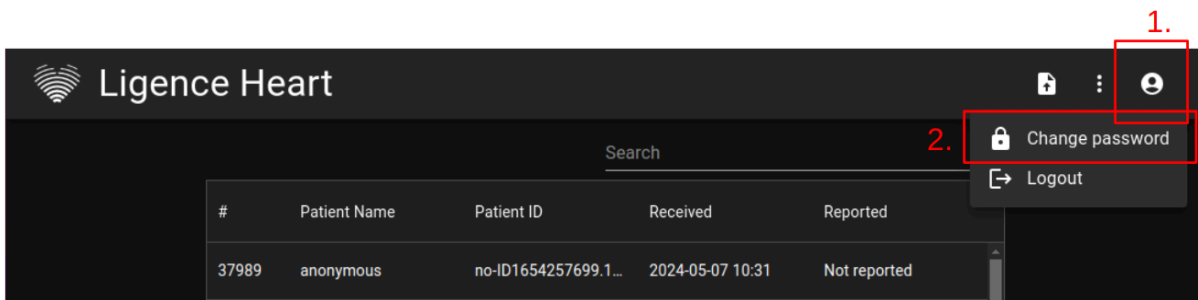 1.
Ligence Heart
2.
Change password
Search
Logout
# Patient Name Patient ID Received Reported
37989 anonymous no-ID1654257699.1... 2024-05-07 10:31 Not reported